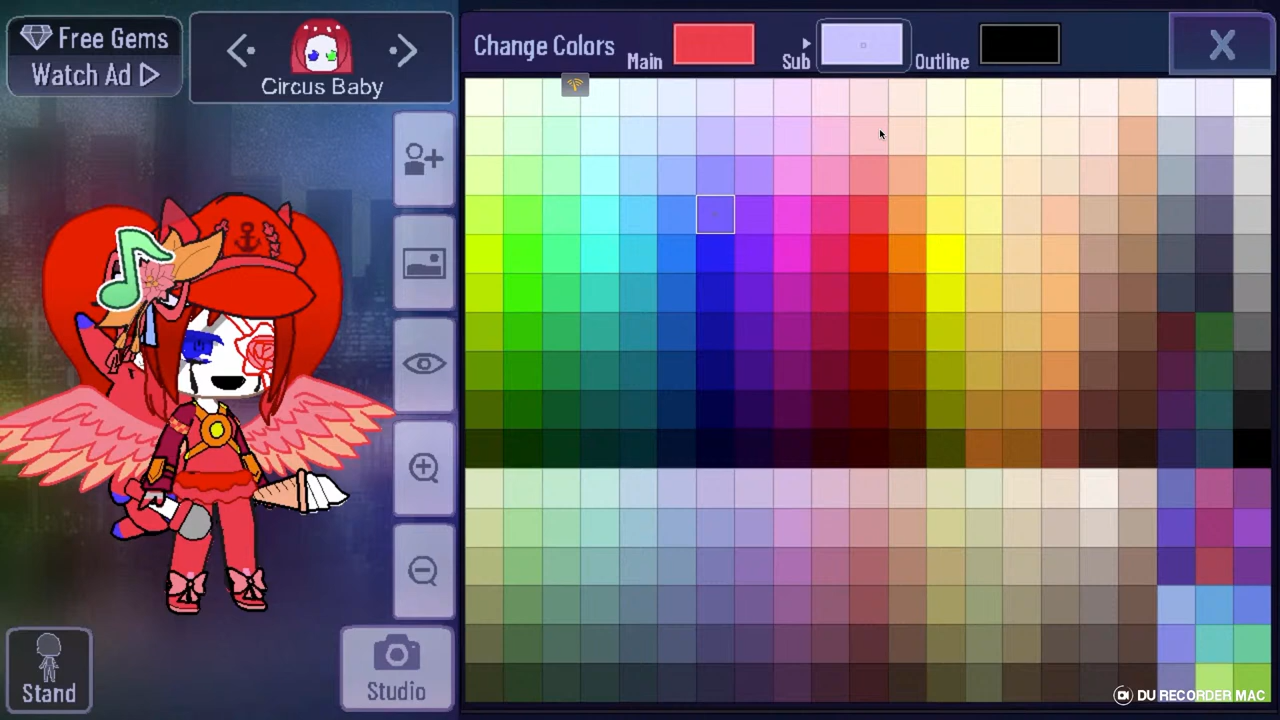 Free Gems
Watch Ad
Circus Baby
Change Colors
Main
Sub
Outline
X
Stand
Studio
DU RECORDER MAC